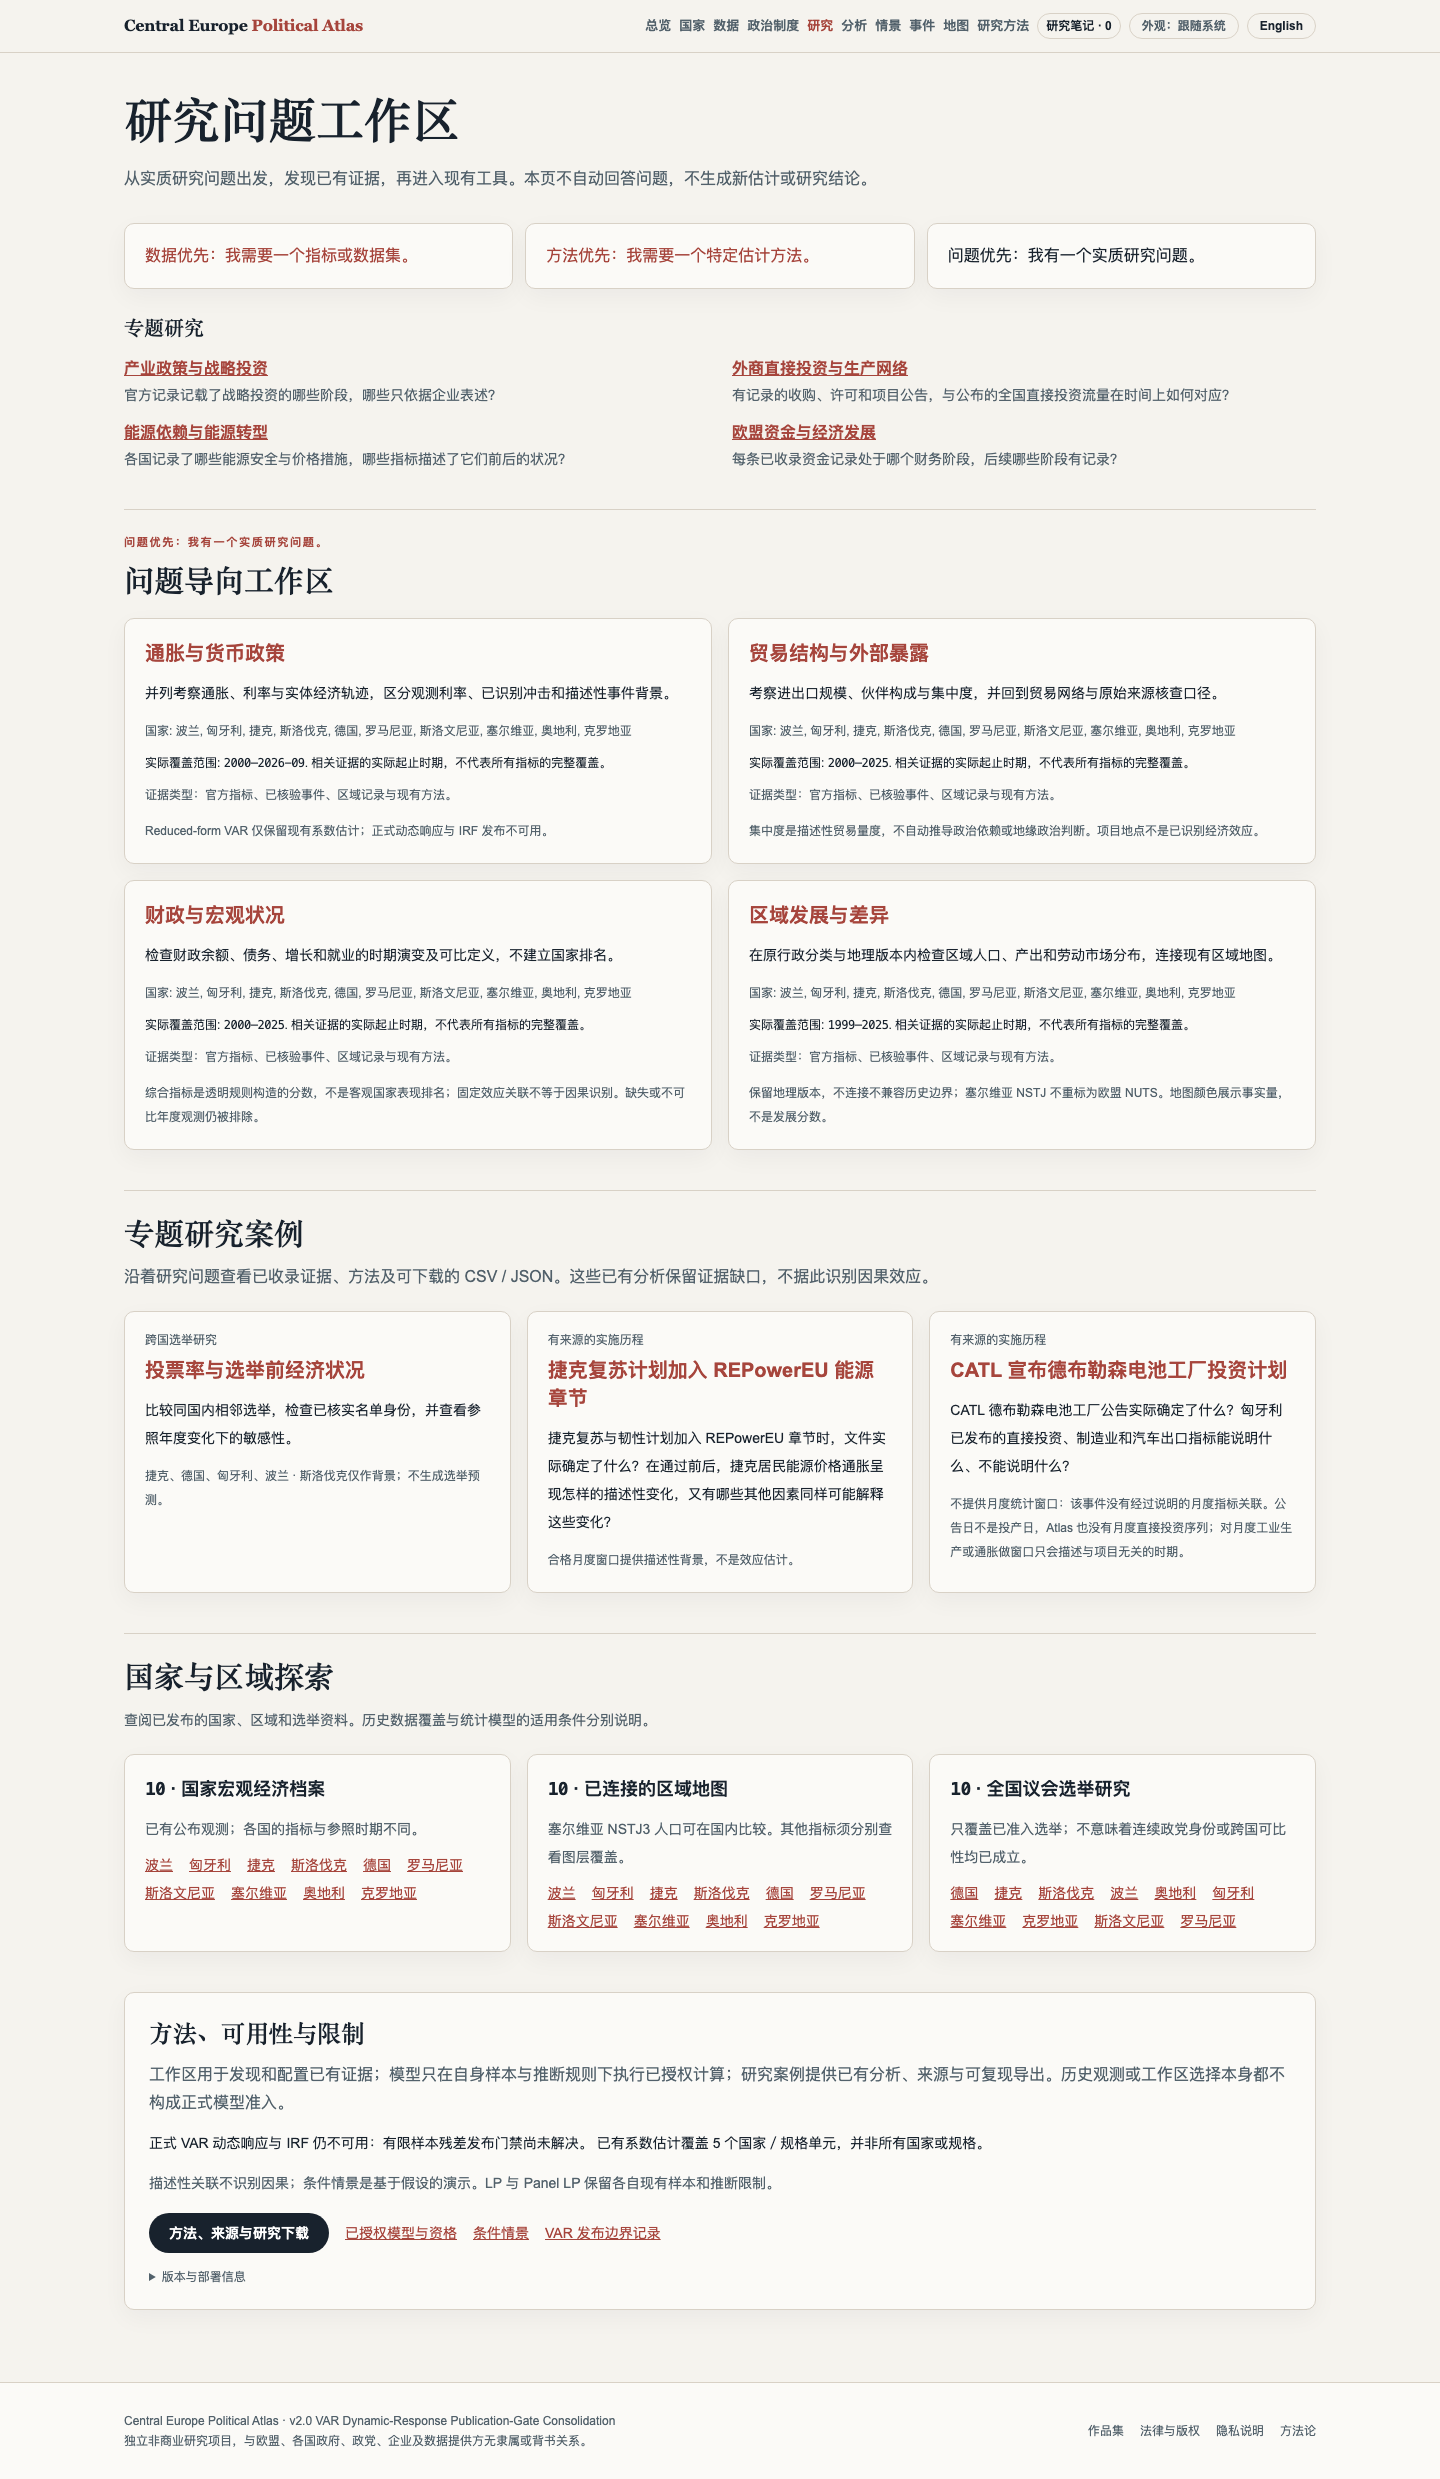 Central Europe Political Atlas
总览 国家 数据 政治制度 研究 分析 情景 事件 地图 研究方法 研究笔记 · 0 外观：跟随系统 English
研究问题工作区
从实质研究问题出发，发现已有证据，再进入现有工具。本页不自动回答问题，不生成新估计或研究结论。
数据优先：我需要一个指标或数据集。
方法优先：我需要一个特定估计方法。
问题优先：我有一个实质研究问题。
专题研究
产业政策与战略投资
官方记录记载了战略投资的哪些阶段，哪些只依据企业表述？
外商直接投资与生产网络
有记录的收购、许可和项目公告，与公布的全国直接投资流量在时间上如何对应？
能源依赖与能源转型
各国记录了哪些能源安全与价格措施，哪些指标描述了它们前后的状况？
欧盟资金与经济发展
每条已收录资金记录处于哪个财务阶段，后续哪些阶段有记录？
问题优先：我有一个实质研究问题。
问题导向工作区
通胀与货币政策
并列考察通胀、利率与实体经济轨迹，区分观测利率、已识别冲击和描述性事件背景。
国家: 波兰, 匈牙利, 捷克, 斯洛伐克, 德国, 罗马尼亚, 斯洛文尼亚, 塞尔维亚, 奥地利, 克罗地亚
实际覆盖范围: 2000–2026-09. 相关证据的实际起止时期，不代表所有指标的完整覆盖。
证据类型：官方指标、已核验事件、区域记录与现有方法。
Reduced-form VAR 仅保留现有系数估计；正式动态响应与 IRF 发布不可用。
贸易结构与外部暴露
考察进出口规模、伙伴构成与集中度，并回到贸易网络与原始来源核查口径。
国家: 波兰, 匈牙利, 捷克, 斯洛伐克, 德国, 罗马尼亚, 斯洛文尼亚, 塞尔维亚, 奥地利, 克罗地亚
实际覆盖范围: 2000–2025. 相关证据的实际起止时期，不代表所有指标的完整覆盖。
证据类型：官方指标、已核验事件、区域记录与现有方法。
集中度是描述性贸易量度，不自动推导政治依赖或地缘政治判断。项目地点不是已识别经济效应。
财政与宏观状况
检查财政余额、债务、增长和就业的时期演变及可比定义，不建立国家排名。
国家: 波兰, 匈牙利, 捷克, 斯洛伐克, 德国, 罗马尼亚, 斯洛文尼亚, 塞尔维亚, 奥地利, 克罗地亚
实际覆盖范围: 2000–2025. 相关证据的实际起止时期，不代表所有指标的完整覆盖。
证据类型：官方指标、已核验事件、区域记录与现有方法。
综合指标是透明规则构造的分数，不是客观国家表现排名；固定效应关联不等于因果识别。缺失或不可
比年度观测仍被排除。
区域发展与差异
在原行政分类与地理版本内检查区域人口、产出和劳动市场分布，连接现有区域地图。
国家: 波兰, 匈牙利, 捷克, 斯洛伐克, 德国, 罗马尼亚, 斯洛文尼亚, 塞尔维亚, 奥地利, 克罗地亚
实际覆盖范围: 1999–2025. 相关证据的实际起止时期，不代表所有指标的完整覆盖。
证据类型：官方指标、已核验事件、区域记录与现有方法。
保留地理版本，不连接不兼容历史边界；塞尔维亚 NSTJ 不重标为欧盟 NUTS。地图颜色展示事实量，
不是发展分数。
专题研究案例
沿着研究问题查看已收录证据、方法及可下载的 CSV / JSON。这些已有分析保留证据缺口，不据此识别因果效应。
跨国选举研究
投票率与选举前经济状况
比较同国内相邻选举，检查已核实名单身份，并查看参
照年度变化下的敏感性。
捷克、德国、匈牙利、波兰 · 斯洛伐克仅作背景；不生成选举预
测。
有来源的实施历程
捷克复苏计划加入 REPowerEU 能源
章节
捷克复苏与韧性计划加入 REPowerEU 章节时，文件实
际确定了什么？在通过前后，捷克居民能源价格通胀呈
现怎样的描述性变化，又有哪些其他因素同样可能解释
这些变化？
合格月度窗口提供描述性背景，不是效应估计。
有来源的实施历程
CATL 宣布德布勒森电池工厂投资计划
CATL 德布勒森电池工厂公告实际确定了什么？匈牙利
已发布的直接投资、制造业和汽车出口指标能说明什
么、不能说明什么？
不提供月度统计窗口：该事件没有经过说明的月度指标关联。公
告日不是投产日，Atlas 也没有月度直接投资序列；对月度工业生
产或通胀做窗口只会描述与项目无关的时期。
国家与区域探索
查阅已发布的国家、区域和选举资料。历史数据覆盖与统计模型的适用条件分别说明。
10 · 国家宏观经济档案
已有公布观测；各国的指标与参照时期不同。
波兰 匈牙利 捷克 斯洛伐克 德国 罗马尼亚
斯洛文尼亚 塞尔维亚 奥地利 克罗地亚
10 · 已连接的区域地图
塞尔维亚 NSTJ3 人口可在国内比较。其他指标须分别查
看图层覆盖。
波兰 匈牙利 捷克 斯洛伐克 德国 罗马尼亚
斯洛文尼亚 塞尔维亚 奥地利 克罗地亚
10 · 全国议会选举研究
只覆盖已准入选举；不意味着连续政党身份或跨国可比
性均已成立。
德国 捷克 斯洛伐克 波兰 奥地利 匈牙利
塞尔维亚 克罗地亚 斯洛文尼亚 罗马尼亚
方法、可用性与限制
工作区用于发现和配置已有证据；模型只在自身样本与推断规则下执行已授权计算；研究案例提供已有分析、来源与可复现导出。历史观测或工作区选择本身都不
构成正式模型准入。
正式 VAR 动态响应与 IRF 仍不可用：有限样本残差发布门禁尚未解决。 已有系数估计覆盖 5 个国家 / 规格单元，并非所有国家或规格。
描述性关联不识别因果；条件情景是基于假设的演示。LP 与 Panel LP 保留各自现有样本和推断限制。
方法、来源与研究下载 已授权模型与资格 条件情景 VAR 发布边界记录
▶ 版本与部署信息
Central Europe Political Atlas · v2.0 VAR Dynamic-Response Publication-Gate Consolidation
独立非商业研究项目，与欧盟、各国政府、政党、企业及数据提供方无隶属或背书关系。
作品集 法律与版权 隐私说明 方法论